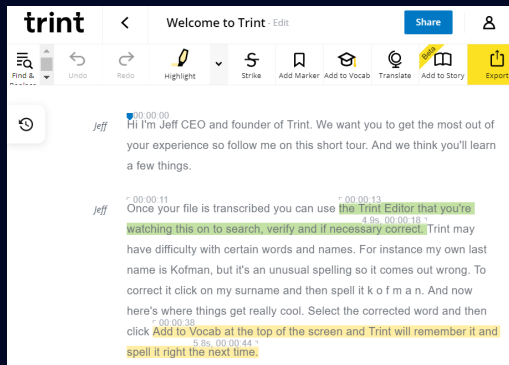 trint
Welcome to Trint - Edit
Share
Find &
Undo
Redo
Highlight
Strike
Add Marker
Add to Vocab
Translate
Beta
Add to Story
Export
00:00:00
jeff
Hi I'm Jeff CEO and founder of Trint. We want you to get the most out of
your experience so follow me on this short tour. And we think you'll learn
a few things.
00:00:11
00:00:13
jeff
Once your file is transcribed you can use the Trint Editor that you're
4.9s, 00:00:18
watching this on to search, verify and if necessary correct. Trint may
have difficulty with certain words and names. For instance my own last
name is Kofman, but it's an unusual spelling so it comes out wrong. To
correct it click on my surname and then spell it k o f m a n. And now
here's where things get really cool. Select the corrected word and then
00:00:38
click Add to Vocab at the top of the screen and Trint will remember it and
5.8s, 00:00:44
spell it right the next time.